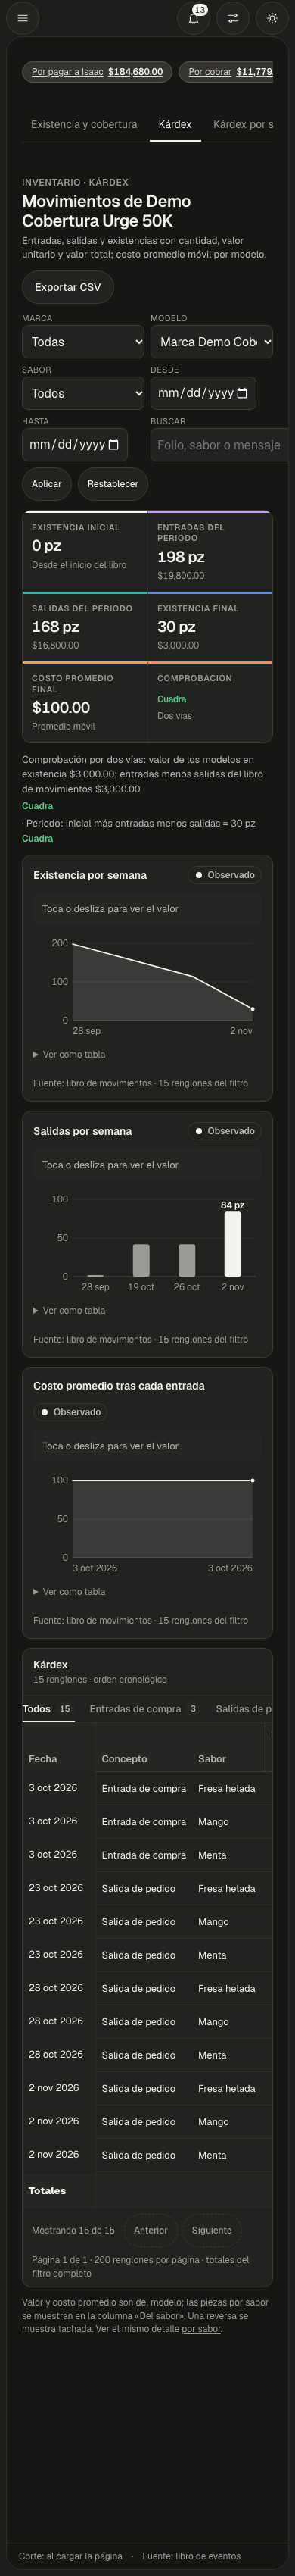 13
Por pagar a Isaac $184,680.00
Por cobrar $11,779
Existencia y cobertura
Kárdex
Kárdex por s
INVENTARIO · KÁRDEX
Movimientos de Demo
Cobertura Urge 50K
Entradas, salidas y existencias con cantidad, valor
unitario y valor total; costo promedio móvil por modelo.
Exportar CSV
MARCA
MODELO
Todas
Marca Demo Cob
SABOR
DESDE
Todos
mm/dd/yyyy
HASTA
BUSCAR
mm/dd/yyyy
Folio, sabor o mensaje
Aplicar
Restablecer
EXISTENCIA INICIAL
0 pz
Desde el inicio del libro
ENTRADAS DEL
PERIODO
198 pz
$19,800.00
SALIDAS DEL PERIODO
168 pz
$16,800.00
EXISTENCIA FINAL
30 pz
$3,000.00
COSTO PROMEDIO
FINAL
$100.00
Promedio móvil
COMPROBACIÓN
Cuadra
Dos vías
Comprobación por dos vías: valor de los modelos en
existencia $3,000.00; entradas menos salidas del libro
de movimientos $3,000.00
Cuadra
· Periodo: inicial más entradas menos salidas = 30 pz
Cuadra
Existencia por semana
Observado
Toca o desliza para ver el valor
200
100
0
28 sep
2 nov
Ver como tabla
Fuente: libro de movimientos · 15 renglones del filtro
Salidas por semana
Observado
Toca o desliza para ver el valor
100
84 pz
50
0
28 sep
19 oct
26 oct
2 nov
Ver como tabla
Fuente: libro de movimientos · 15 renglones del filtro
Costo promedio tras cada entrada
Observado
Toca o desliza para ver el valor
100
50
0
3 oct 2026
3 oct 2026
Ver como tabla
Fuente: libro de movimientos · 15 renglones del filtro
Kárdex
15 renglones · orden cronológico
Todos 15
Entradas de compra 3
Salidas de p
Fecha Concepto Sabor
3 oct 2026 Entrada de compra Fresa helada
3 oct 2026 Entrada de compra Mango
3 oct 2026 Entrada de compra Menta
23 oct 2026 Salida de pedido Fresa helada
23 oct 2026 Salida de pedido Mango
23 oct 2026 Salida de pedido Menta
28 oct 2026 Salida de pedido Fresa helada
28 oct 2026 Salida de pedido Mango
28 oct 2026 Salida de pedido Menta
2 nov 2026 Salida de pedido Fresa helada
2 nov 2026 Salida de pedido Mango
2 nov 2026 Salida de pedido Menta
Totales
Mostrando 15 de 15
Anterior
Siguiente
Página 1 de 1 · 200 renglones por página · totales del
filtro completo
Valor y costo promedio son del modelo; las piezas por sabor
se muestran en la columna «Del sabor». Una reversa se
muestra tachada. Ver el mismo detalle por sabor.
Corte: al cargar la página · Fuente: libro de eventos